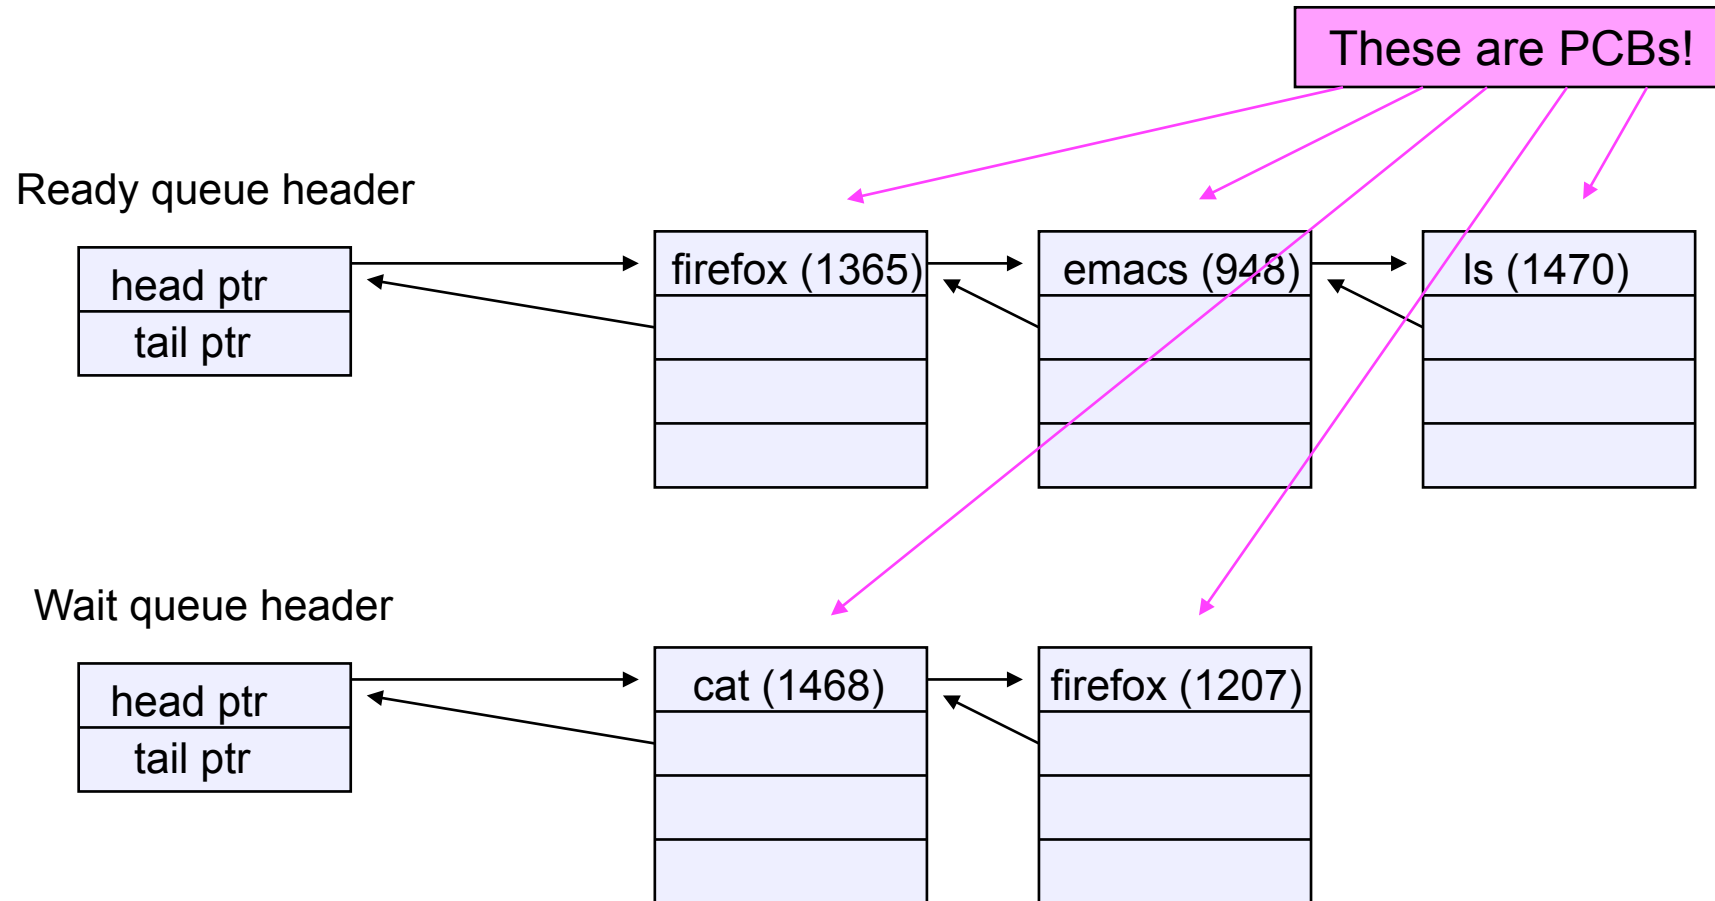 These are PCBs!
Ready queue header
head ptr
tail ptr
firefox (1365)
emacs (948)
ls (1470)
Wait queue header
head ptr
tail ptr
cat (1468)
firefox (1207)